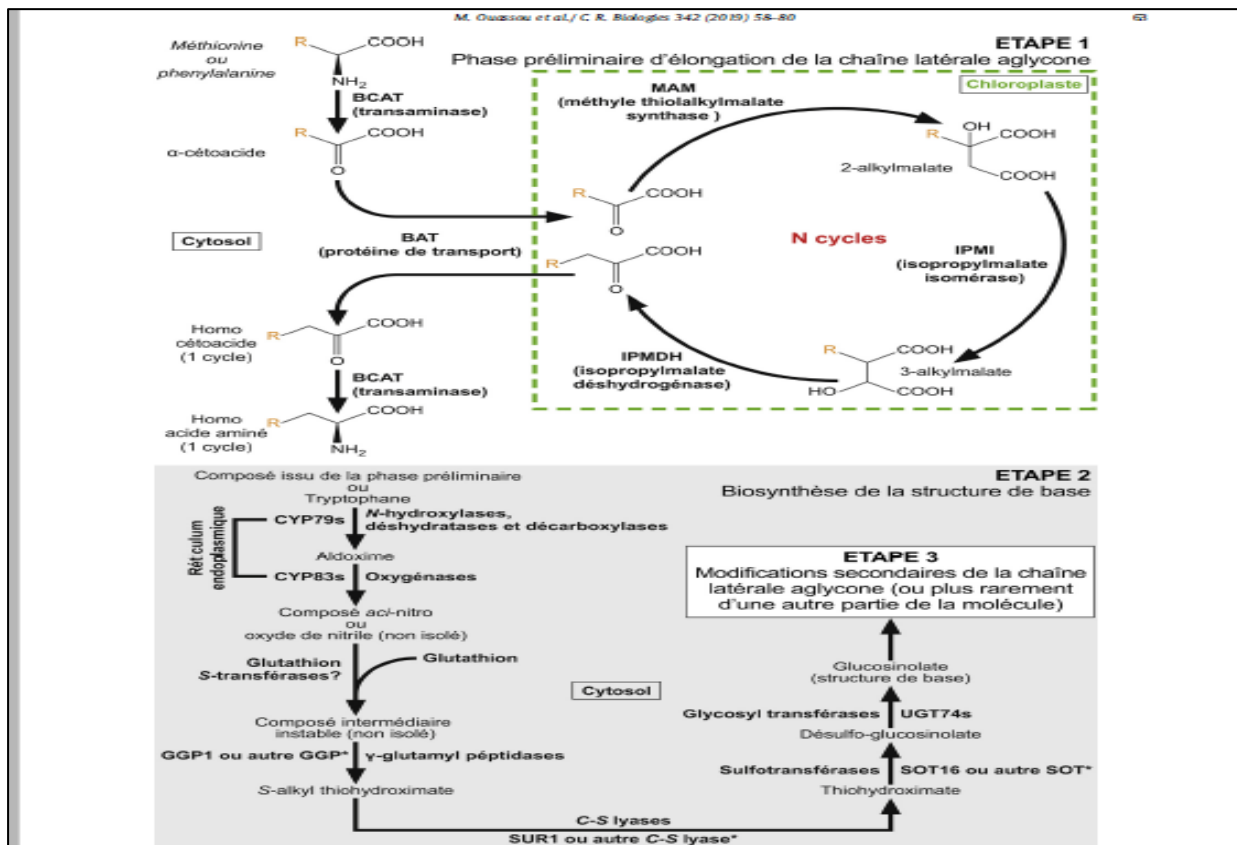 M. Ouassou et al./ C. R. Biologies 342 (2019) 58–80
63
Méthionine
ou
phenylalanine
R
COOH
NH2
BCAT
(transaminase)
α-cétoacide
R
COOH
O
Cytosol
BAT
(protéine de transport)
Homo
cétoacide
(1 cycle)
R
COOH
O
BCAT
(transaminase)
Homo
acide aminé
(1 cycle)
R
COOH
NH2
ETAPE 1
Phase préliminaire d'élongation de la chaîne latérale aglycone
Chloroplaste
MAM
(méthyle thiolalkylmalate
synthase )
R
COOH
O
OH
R
COOH
COOH
2-alkylmalate
N cycles
IPMI
(isopropylmalate
isomérase)
R
COOH
O
IPMDH
(isopropylmalate
déshydrogénase)
R
COOH
HO
COOH
3-alkylmalate
ETAPE 2
Biosynthèse de la structure de base
Composé issu de la phase préliminaire
ou
Tryptophane
Rét culum
endoplasmique
CYP79s
N-hydroxylases,
déshydratases et décarboxylases
Aldoxime
CYP83s
Oxygénases
Composé aci-nitro
ou
oxyde de nitrile (non isolé)
Glutathion
S-transférases?
Glutathion
Cytosol
Composé intermédiaire
instable (non isolé)
GGP1 ou autre GGP*
γ-glutamyl péptidases
S-alkyl thiohydroximate
C-S lyases
SUR1 ou autre C-S lyase*
Thiohydroximate
Sulfotransférases
SOT16 ou autre SOT*
Désulfo-glucosinolate
Glycosyl transférases
UGT74s
Glucosinolate
(structure de base)
ETAPE 3
Modifications secondaires de la chaîne
latérale aglycone (ou plus rarement
d'une autre partie de la molécule)